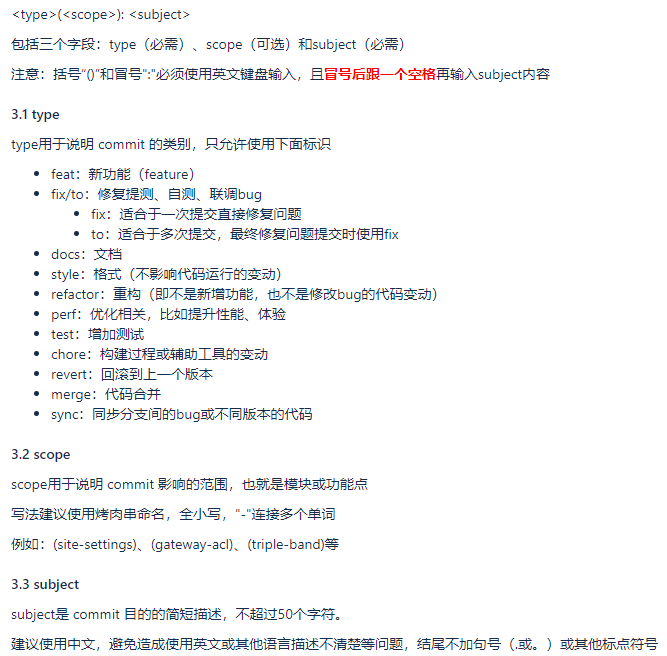 <type>(<scope>): <subject>
包括三个字段：type（必需）、scope（可选）和subject（必需）
注意：括号“()”和冒号":"必须使用英文键盘输入，且冒号后跟一个空格再输入subject内容
3.1 type
type用于说明 commit 的类别，只允许使用下面标识
feat：新功能（feature）
fix/to：修复提测、自测、联调bug
fix：适合于一次提交直接修复问题
to：适合于多次提交，最终修复问题提交时使用fix
docs：文档
style：格式（不影响代码运行的变动）
refactor：重构（即不是新增功能，也不是修改bug的代码变动）
perf：优化相关，比如提升性能、体验
test：增加测试
chore：构建过程或辅助工具的变动
revert：回滚到上一个版本
merge：代码合并
sync：同步分支间的bug或不同版本的代码
3.2 scope
scope用于说明 commit 影响的范围，也就是模块或功能点
写法建议使用烤肉串命名，全小写，"-"连接多个单词
例如：(site-settings)、(gateway-acl)、(triple-band)等
3.3 subject
subject是 commit 目的的简短描述，不超过50个字符。
建议使用中文，避免造成使用英文或其他语言描述不清楚等问题，结尾不加句号（.或。）或其他标点符号